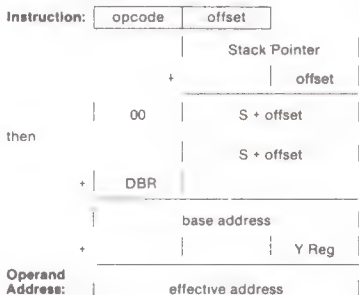 Instruction: opcode offset
Stack Pointer
+ offset
00 S + offset
then
S + offset
+ DBR
base address
+ Y Reg
Operand
Address: effective address